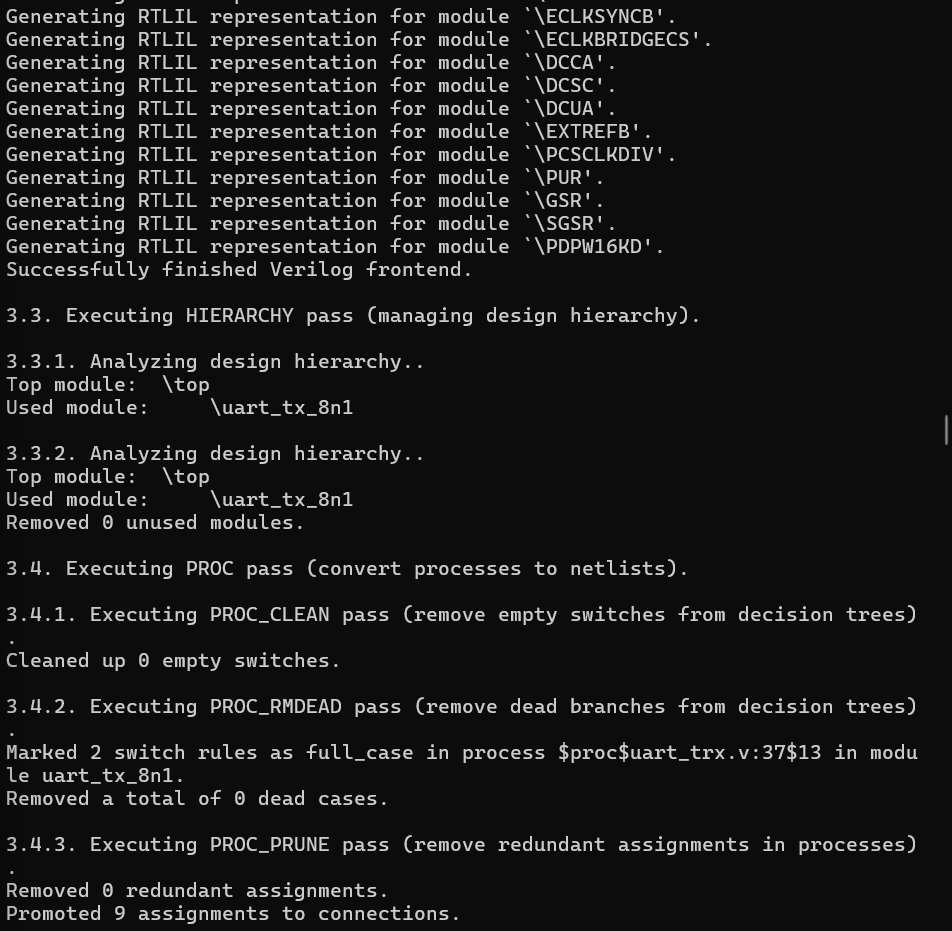 Generating RTLIL representation for module `\ECLKSYNCB'.
Generating RTLIL representation for module `\ECLKBRIDGECS'.
Generating RTLIL representation for module `\DCCA'.
Generating RTLIL representation for module `\DCSC'.
Generating RTLIL representation for module `\DCUA'.
Generating RTLIL representation for module `\EXTREFB'.
Generating RTLIL representation for module `\PCSCLKDIV'.
Generating RTLIL representation for module `\PUR'.
Generating RTLIL representation for module `\GSR'.
Generating RTLIL representation for module `\SGSR'.
Generating RTLIL representation for module `\PDPW16KD'.
Successfully finished Verilog frontend.

3.3. Executing HIERARCHY pass (managing design hierarchy).

3.3.1. Analyzing design hierarchy..
Top module:  \top
Used module:     \uart_tx_8n1

3.3.2. Analyzing design hierarchy..
Top module:  \top
Used module:     \uart_tx_8n1
Removed 0 unused modules.

3.4. Executing PROC pass (convert processes to netlists).

3.4.1. Executing PROC_CLEAN pass (remove empty switches from decision trees)
.
Cleaned up 0 empty switches.

3.4.2. Executing PROC_RMDEAD pass (remove dead branches from decision trees)
.
Marked 2 switch rules as full_case in process $proc$uart_trx.v:37$13 in modu
le uart_tx_8n1.
Removed a total of 0 dead cases.

3.4.3. Executing PROC_PRUNE pass (remove redundant assignments in processes)
.
Removed 0 redundant assignments.
Promoted 9 assignments to connections.